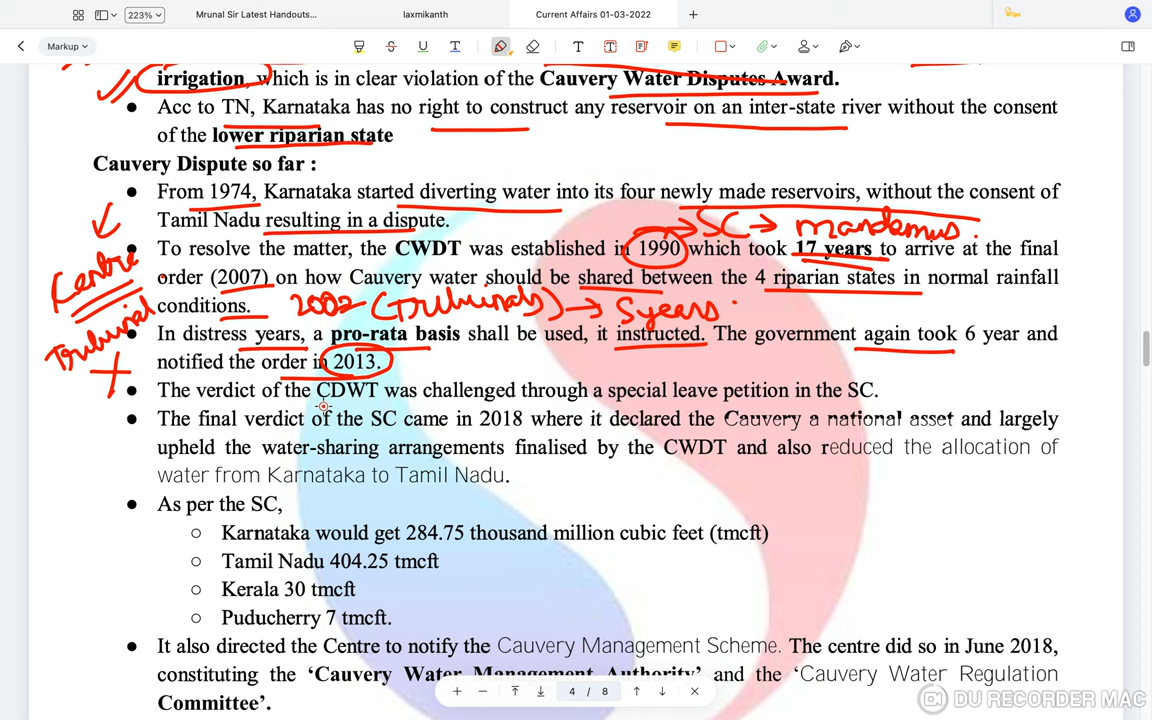 223%
Mrunal Sir Latest Handouts...
laxmikanth
Current Affairs 01-03-2022
Markup
irrigation, which is in clear violation of the Cauvery Water Disputes Award.
● Acc to TN, Karnataka has no right to construct any reservoir on an inter-state river without the consent
of the lower riparian state
Cauvery Dispute so far :
● From 1974, Karnataka started diverting water into its four newly made reservoirs, without the consent of
Tamil Nadu resulting in a dispute.
SC → mandamus.
● To resolve the matter, the CWDT was established in 1990 which took 17 years to arrive at the final
Centre
order (2007) on how Cauvery water should be shared between the 4 riparian states in normal rainfall
conditions.
2002 (Tribunals) → 5 years
Tribunal
● In distress years, a pro-rata basis shall be used, it instructed. The government again took 6 year and
notified the order in 2013.
● The verdict of the CDWT was challenged through a special leave petition in the SC.
● The final verdict of the SC came in 2018 where it declared the Cauvery a national asset and largely
upheld the water-sharing arrangements finalised by the CWDT and also reduced the allocation of
water from Karnataka to Tamil Nadu.
● As per the SC,
○ Karnataka would get 284.75 thousand million cubic feet (tmcft)
○ Tamil Nadu 404.25 tmcft
○ Kerala 30 tmcft
○ Puducherry 7 tmcft.
● It also directed the Centre to notify the Cauvery Management Scheme. The centre did so in June 2018,
constituting the ‘Cauvery Water Management Authority’ and the ‘Cauvery Water Regulation
Committee’.
4 / 8
DU RECORDER MAC